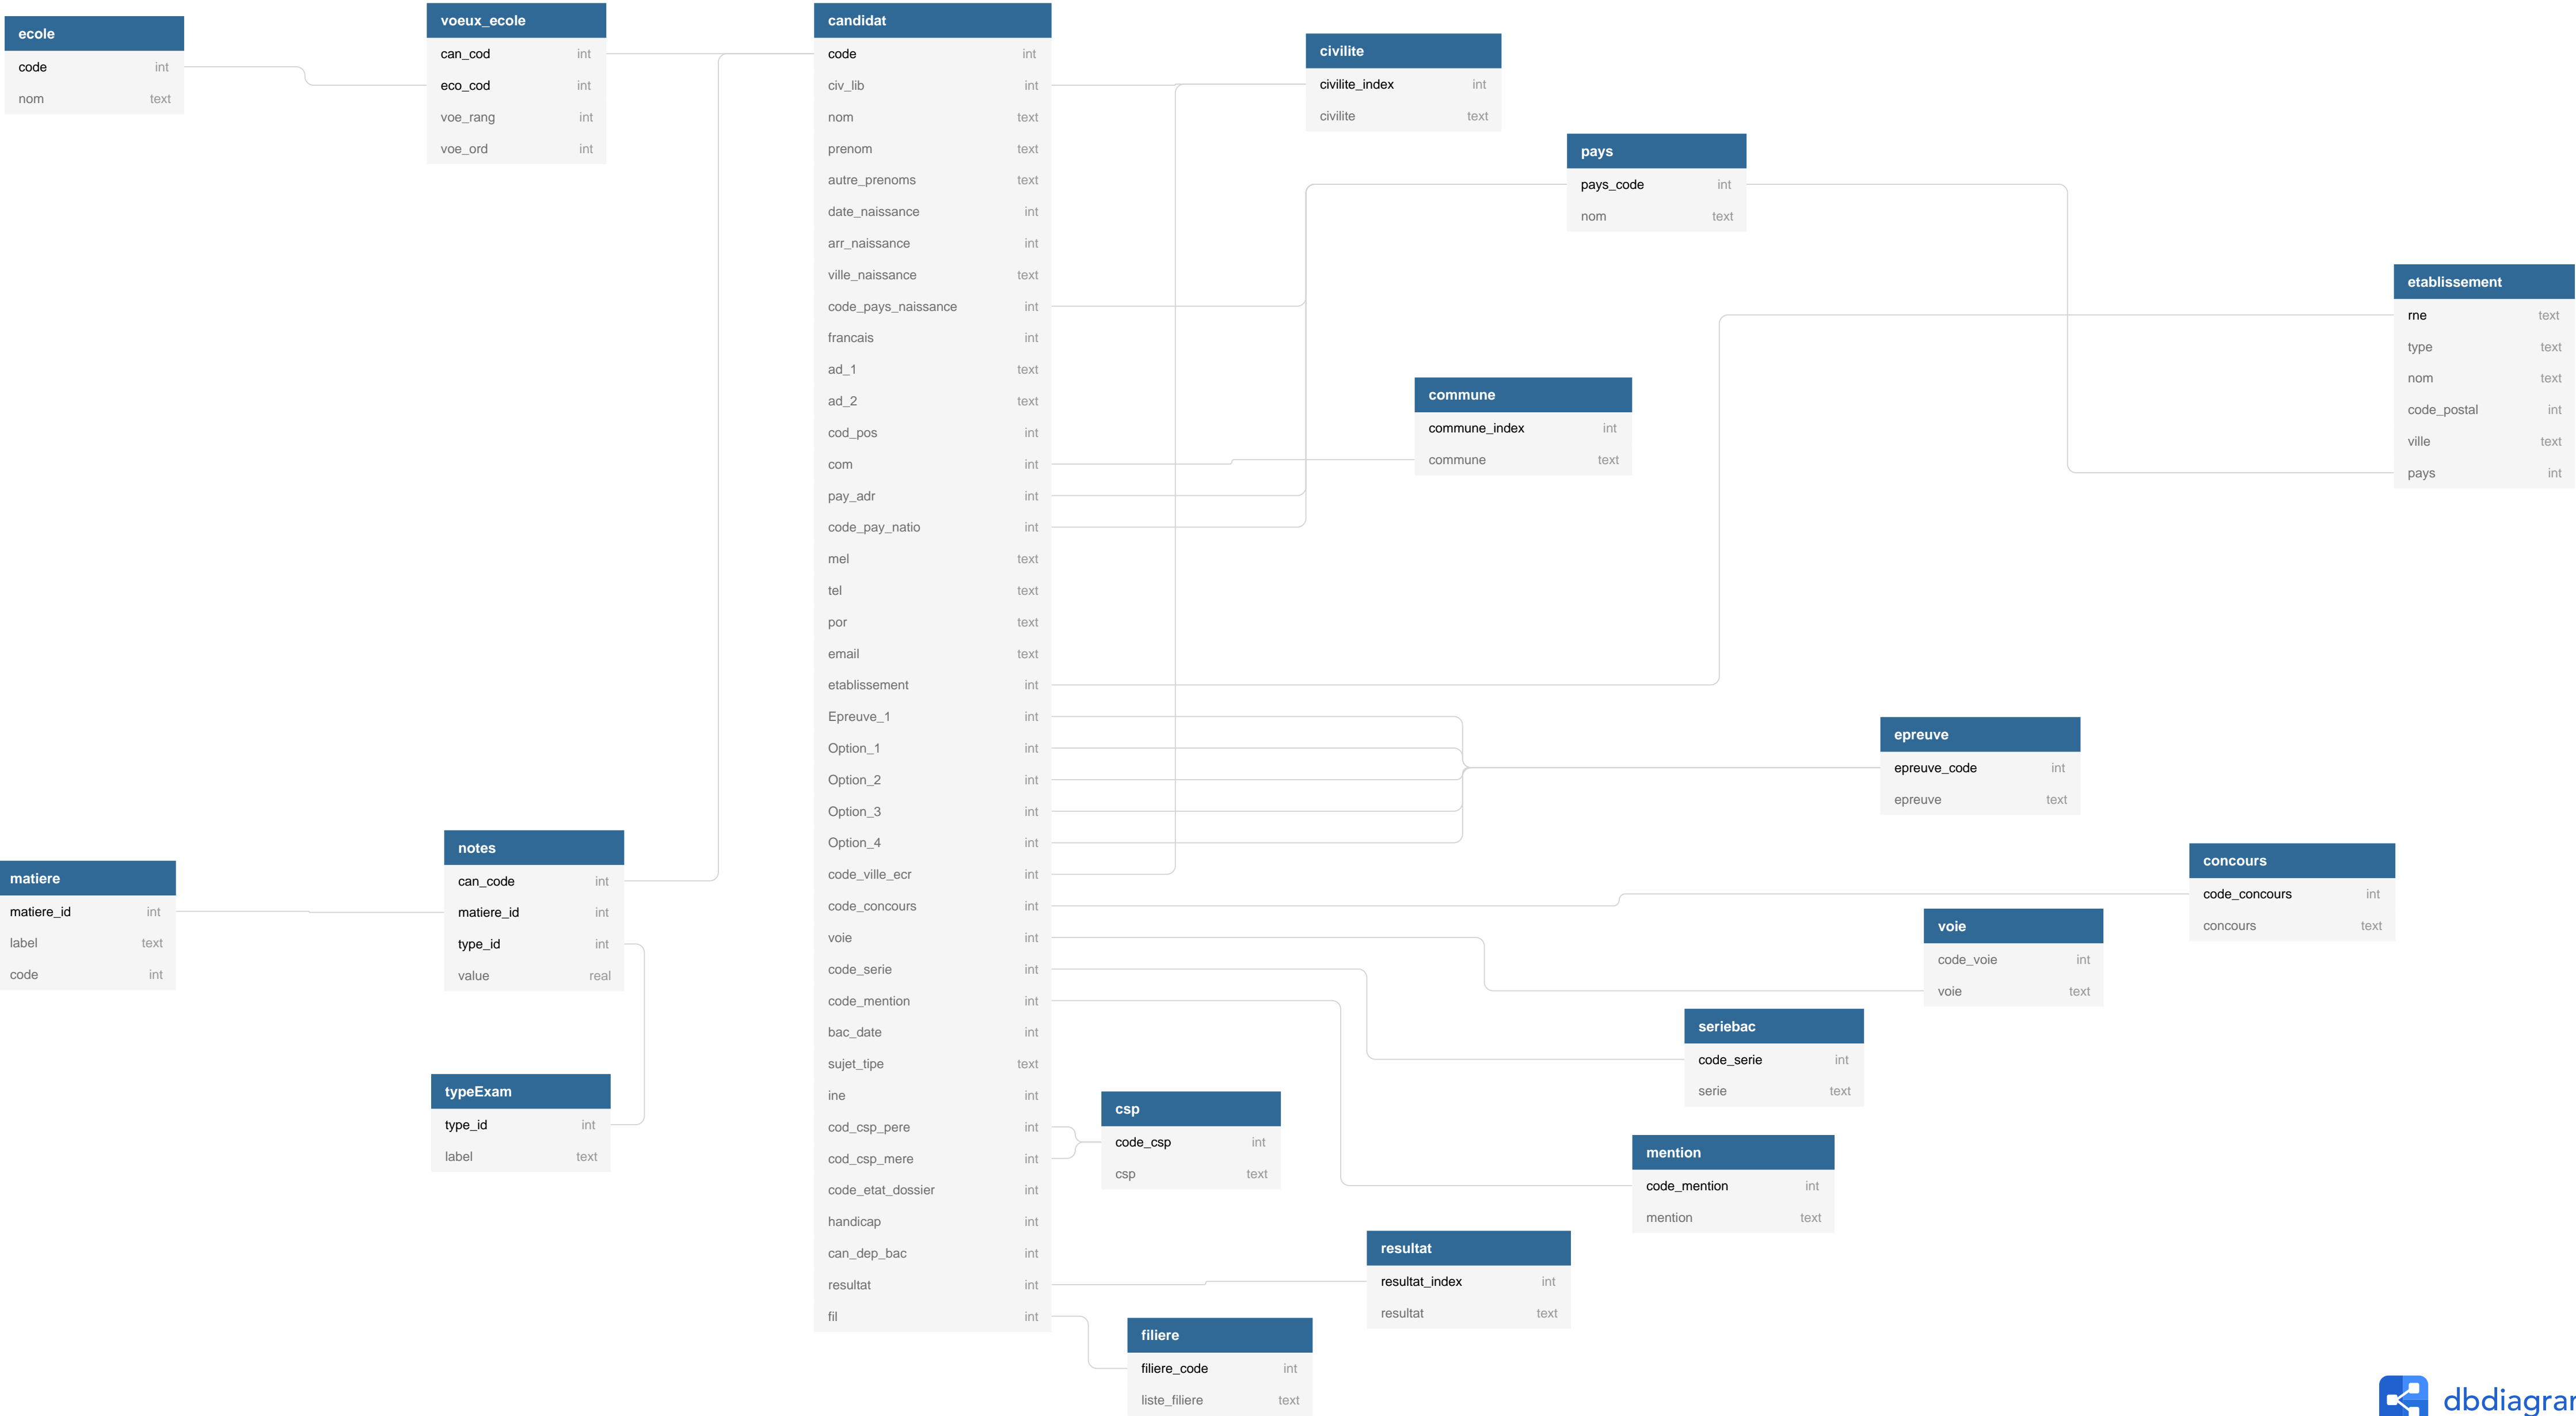 ecole
code int
nom text
voeux_ecole
can_cod int
eco_cod int
voe_rang int
voe_ord int
candidat
code int
civ_lib int
nom text
prenom text
autre_prenoms text
date_naissance int
arr_naissance int
ville_naissance text
code_pays_naissance int
francais int
ad_1 text
ad_2 text
cod_pos int
com int
pay_adr int
code_pay_natio int
mel text
tel text
por text
email text
etablissement int
Epreuve_1 int
Option_1 int
Option_2 int
Option_3 int
Option_4 int
code_ville_ecr int
code_concours int
voie int
code_serie int
code_mention int
bac_date int
sujet_tipe text
ine int
cod_csp_pere int
cod_csp_mere int
code_etat_dossier int
handicap int
can_dep_bac int
resultat int
fil int
civilite
civilite_index int
civilite text
pays
pays_code int
nom text
etablissement
rne text
type text
nom text
code_postal int
ville text
pays int
commune
commune_index int
commune text
epreuve
epreuve_code int
epreuve text
matiere
matiere_id int
label text
code int
notes
can_code int
matiere_id int
type_id int
value real
typeExam
type_id int
label text
concours
code_concours int
concours text
voie
code_voie int
voie text
seriebac
code_serie int
serie text
csp
code_csp int
csp text
mention
code_mention int
mention text
resultat
resultat_index int
resultat text
filiere
filiere_code int
liste_filiere text
dbdiagra